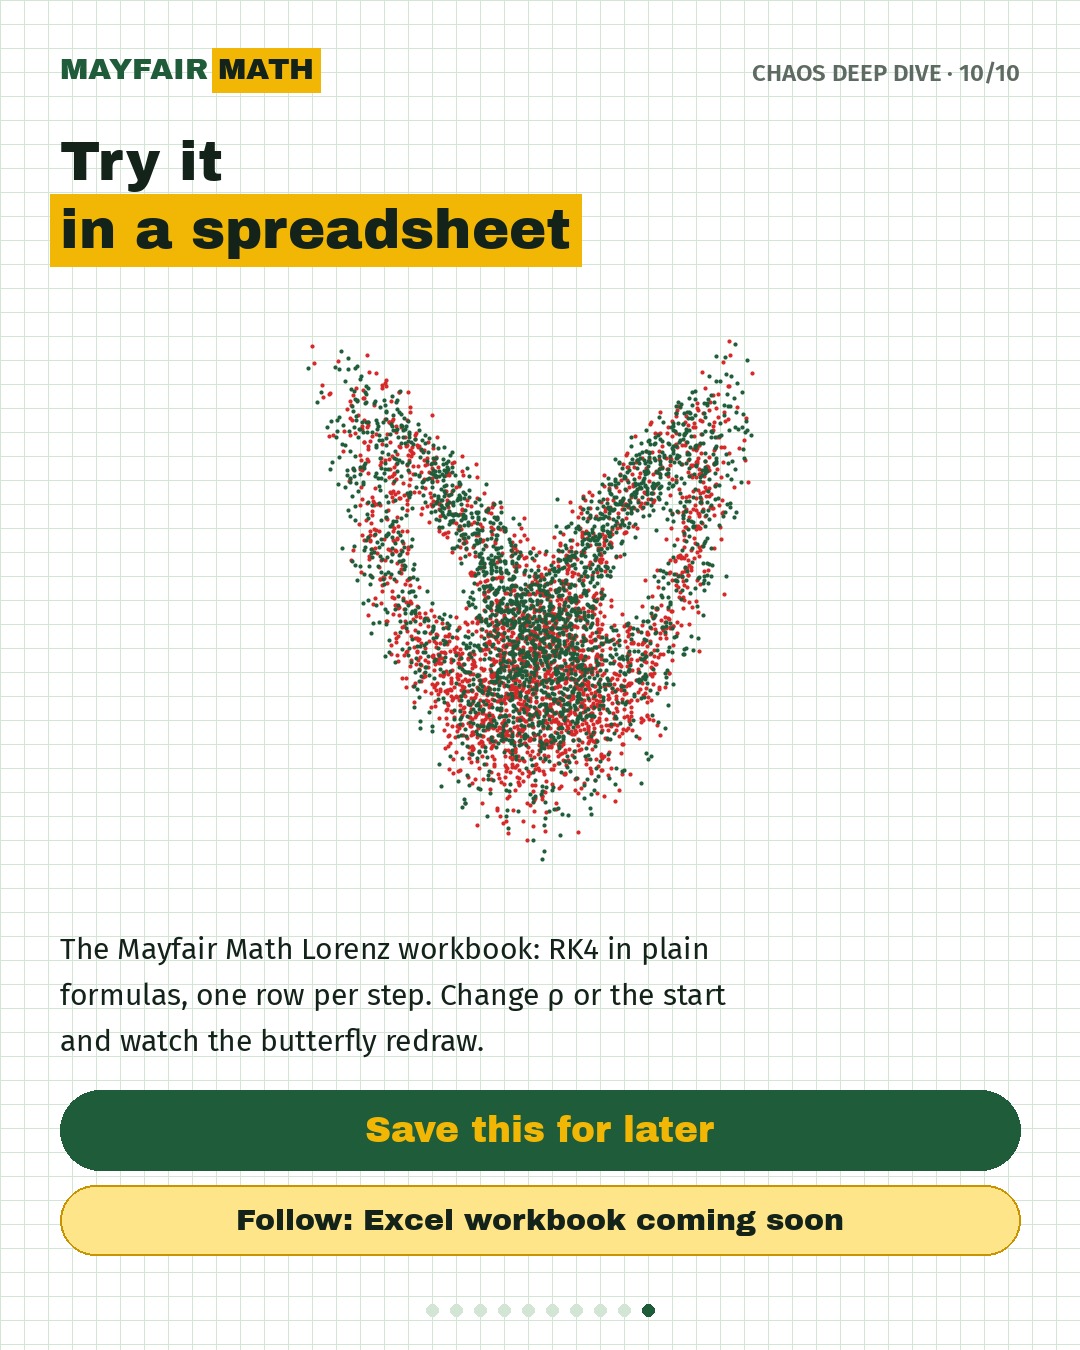 MAYFAIR MATH
CHAOS DEEP DIVE · 10/10
Try it
in a spreadsheet
The Mayfair Math Lorenz workbook: RK4 in plain
formulas, one row per step. Change ρ or the start
and watch the butterfly redraw.
Save this for later
Follow: Excel workbook coming soon